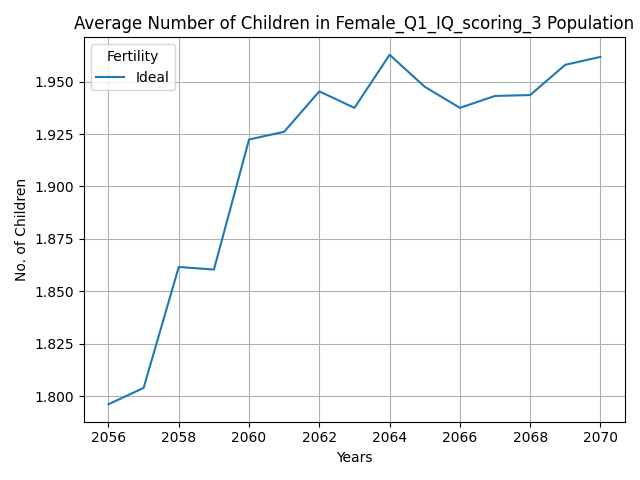 Average Number of Children in Female_Q1_IQ_scoring_3 Population
Fertility
Ideal
No. of Children
1.950
1.925
1.900
1.875
1.850
1.825
1.800
2056 2058 2060 2062 2064 2066 2068 2070
Years